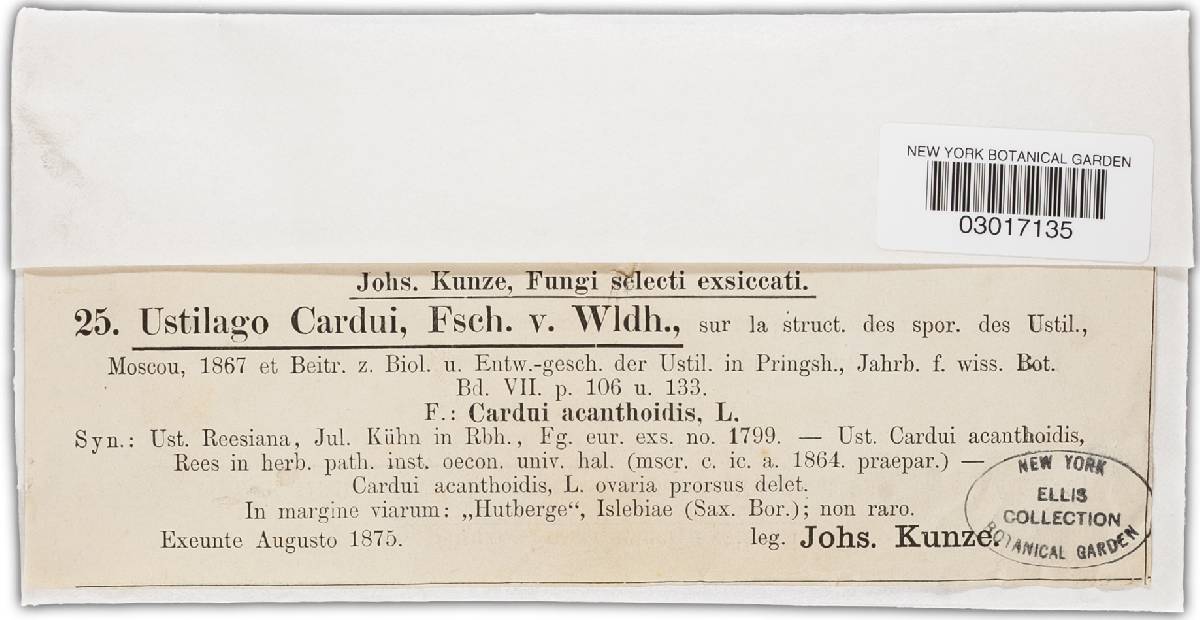 NEW YORK BOTANICAL GARDEN
03017135
Johs. Kunze, Fungi selecti exsiccati.
25. Ustilago Cardui, Fsch. v. Wldh., sur la struct. des spor. des Ustil.,
Moscou, 1867 et Beitr. z. Biol. u. Entw.-gesch. der Ustil. in Pringsh., Jahrb. f. wiss. Bot.
Bd. VII. p. 106 u. 133.
F.: Cardui acanthoidis, L.
Syn.: Ust. Reesiana, Jul. Kühn in Rbh., Fg. eur. exs. no. 1799. — Ust. Cardui acanthoidis,
Rees in herb. path. inst. oecon. univ. hal. (mscr. c. ic. a. 1864. praepar.) —
Cardui acanthoidis, L. ovaria prorsus delet.
In margine viarum: „Hutberge“, Islebiae (Sax. Bor.); non raro.
Exeunte Augusto 1875. leg. Johs. Kunze.
NEW YORK
ELLIS
COLLECTION
BOTANICAL GARDEN